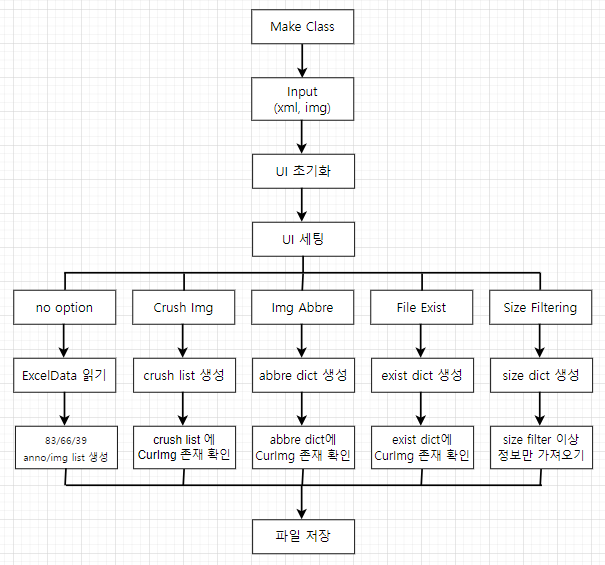 Make Class
Input
(xml, img)
UI 초기화
UI 세팅
no option
Crush Img
Img Abbre
File Exist
Size Filtering
ExcelData 읽기
crush list 생성
abbre dict 생성
exist dict 생성
size dict 생성
83/66/39
anno/img list 생성
crush list 에
CurImg 존재 확인
abbre dict에
CurImg 존재 확인
exist dict에
CurImg 존재 확인
size filter 이상
정보만 가져오기
파일 저장